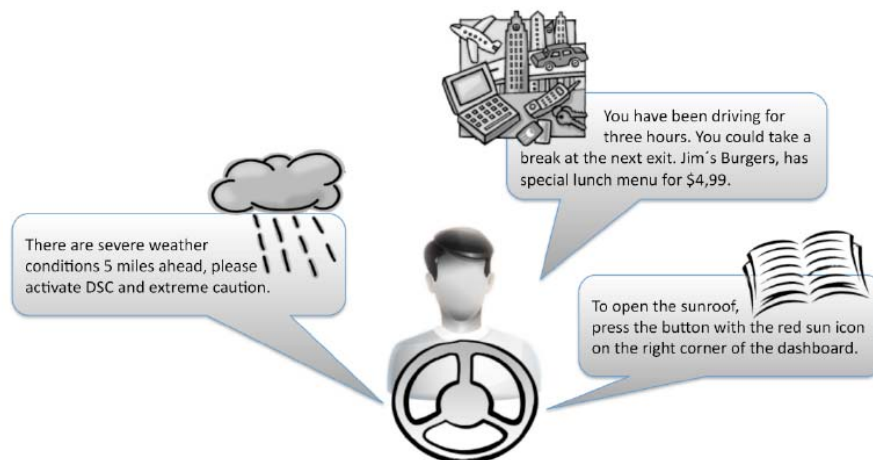 You have been driving for
three hours. You could take a
break at the next exit. Jim´s Burgers, has
special lunch menu for $4,99.
There are severe weather
conditions 5 miles ahead, please
activate DSC and extreme caution.
To open the sunroof,
press the button with the red sun icon
on the right corner of the dashboard.